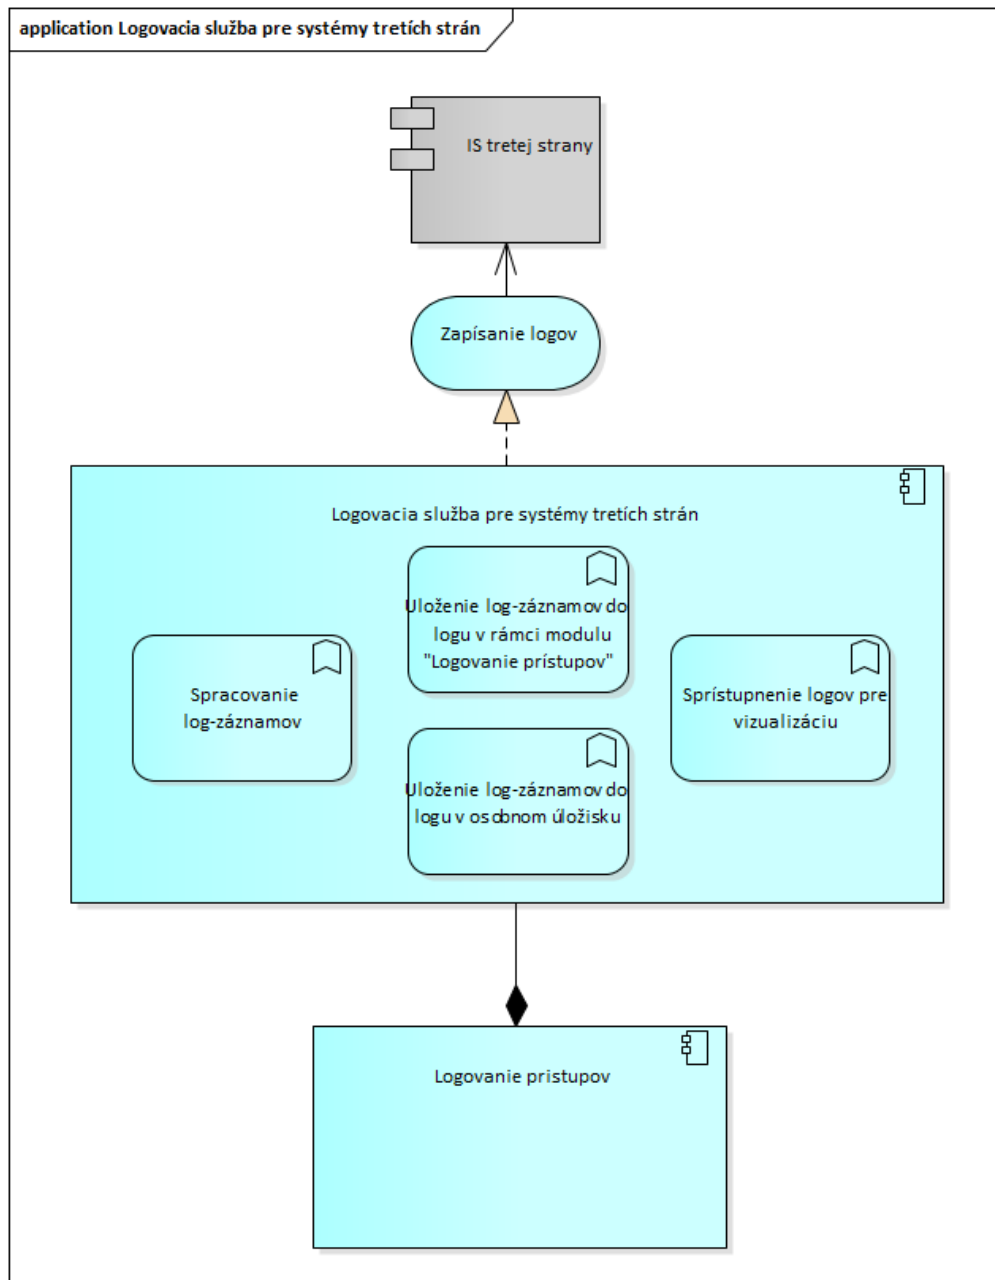 application Logovacia služba pre systémy tretích strán
IS tretej strany
Zapísanie logov
Logovacia služba pre systémy tretích strán
Uloženie log-záznamov do
logu v rámci modulu
"Logovanie prístupov"
Spracovanie
log-záznamov
Sprístupnenie logov pre
vizualizáciu
Uloženie log-záznamov do
logu v osobnom úložisku
Logovanie pristupov